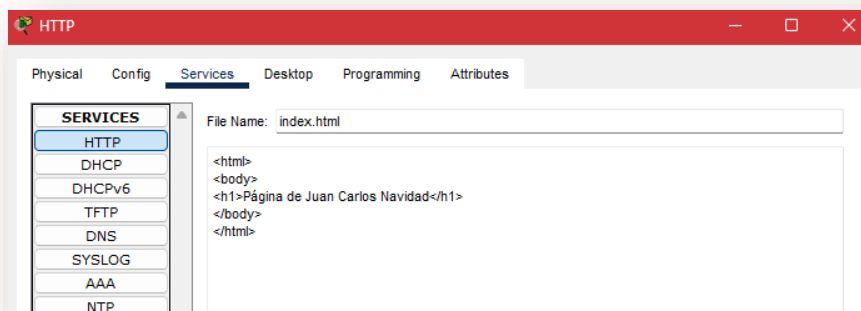 HTTP
Physical Config Services Desktop Programming Attributes
SERVICES
HTTP
DHCP
DHCPv6
TFTP
DNS
SYSLOG
AAA
NTP
File Name: index.html
<html>
<body>
<h1>Página de Juan Carlos Navidad</h1>
</body>
</html>